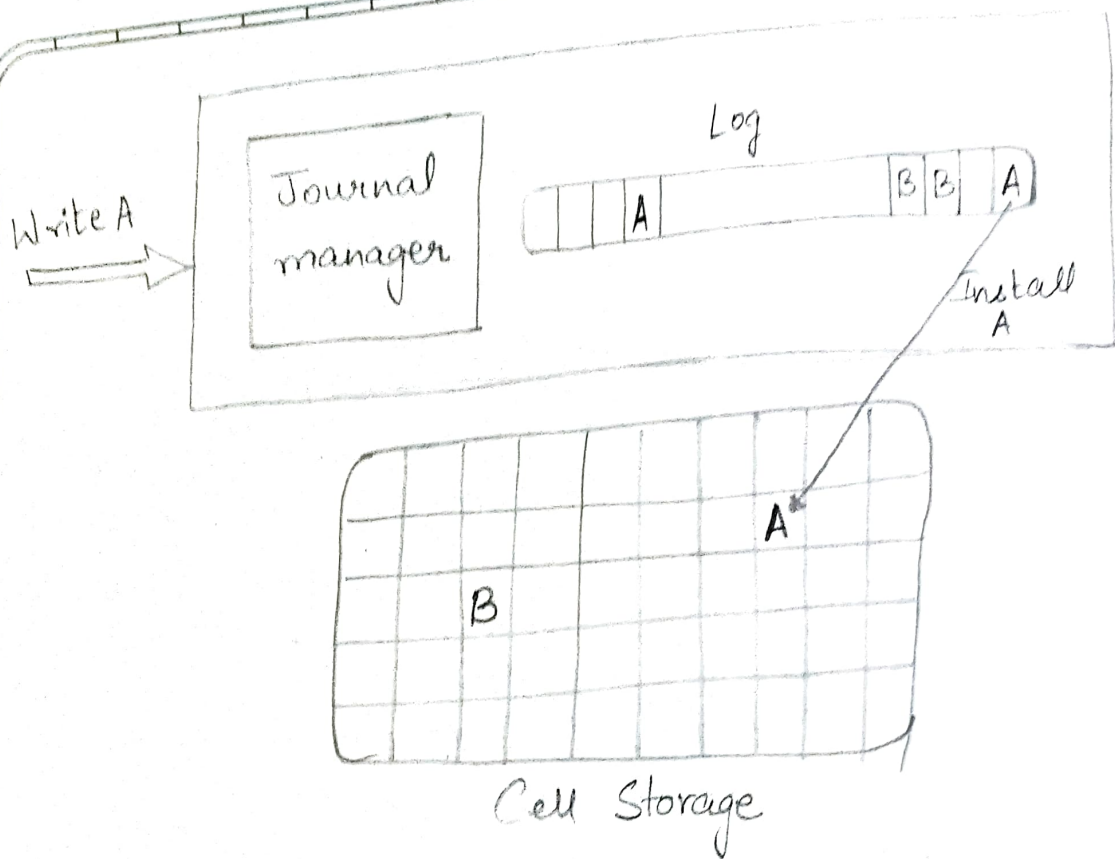 Log
Journal
manager
A
B B A
Write A
Install
A
A
B
Cell Storage